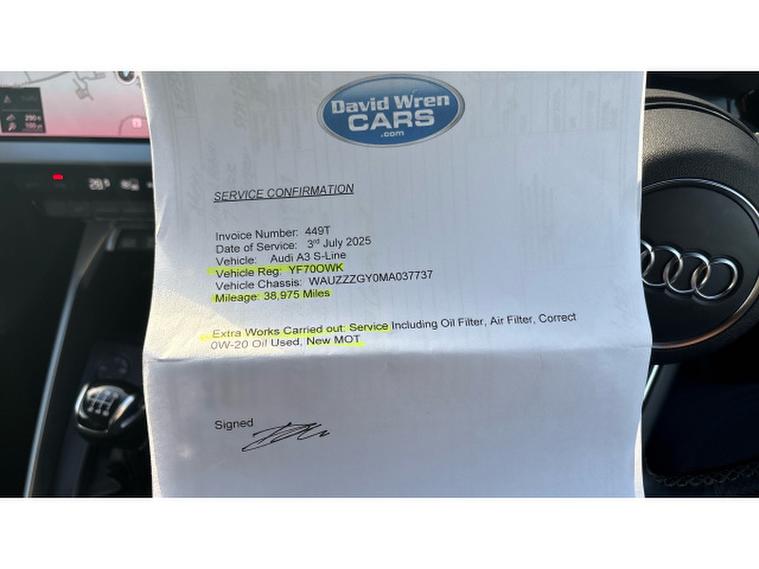 David Wren
CARS
.com
SERVICE CONFIRMATION
Invoice Number: 449T
Date of Service: 3rd July 2025
Vehicle: Audi A3 S-Line
Vehicle Reg: YF70OWK
Vehicle Chassis: WAUZZZGY0MA037737
Mileage: 38,975 Miles
Extra Works Carried out: Service Including Oil Filter, Air Filter, Correct
0W-20 Oil Used, New MOT
Signed